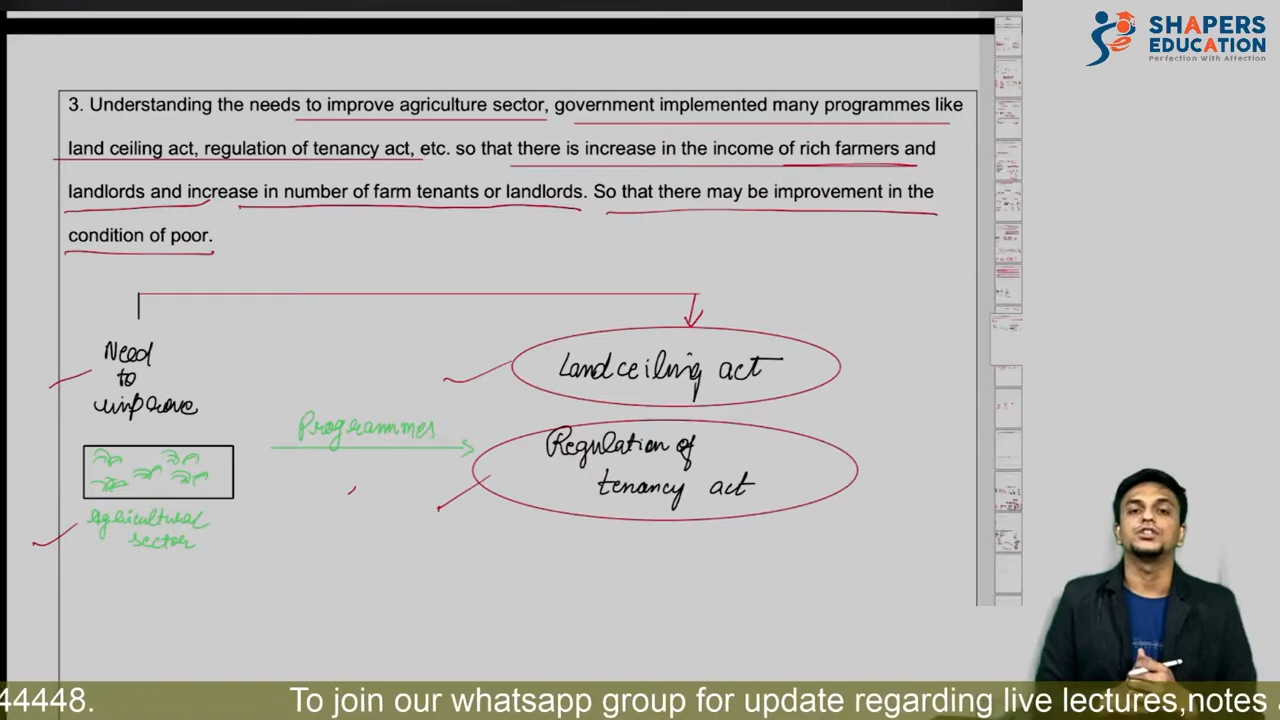 SHAPERS
EDUCATION
Perfection With Affection
3. Understanding the needs to improve agriculture sector, government implemented many programmes like
land ceiling act, regulation of tenancy act, etc. so that there is increase in the income of rich farmers and
landlords and increase in number of farm tenants or landlords. So that there may be improvement in the
condition of poor.
Need
to
improve
Land ceiling act
Programmes
Regulation of
tenancy act
Agricultural
sector
44448. To join our whatsapp group for update regarding live lectures,notes